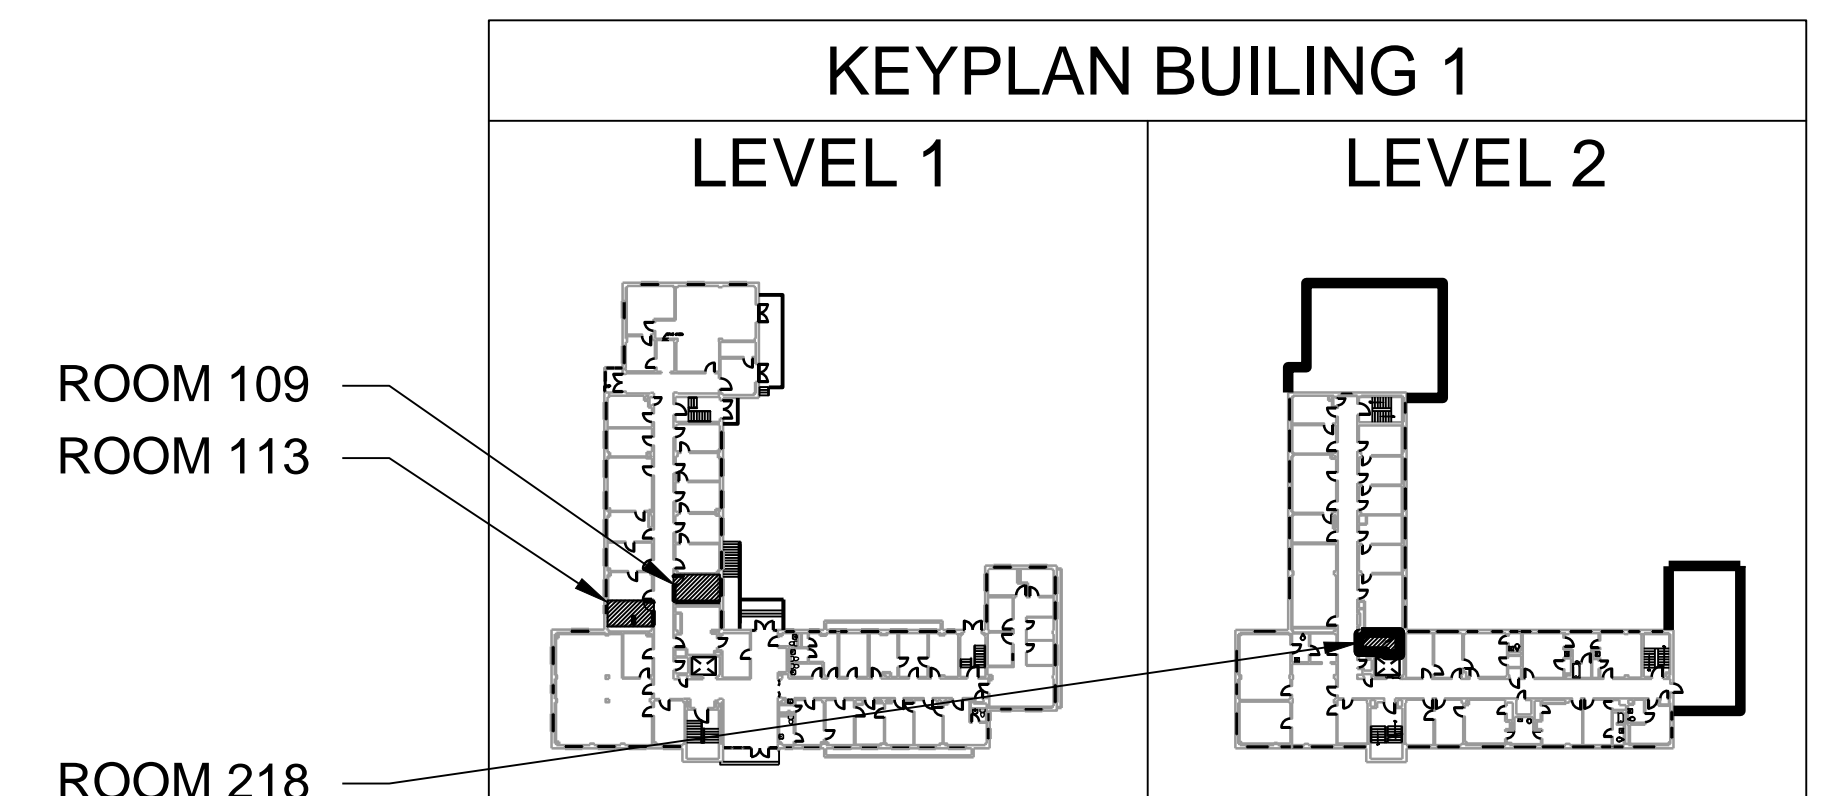 KEYPLAN BUILING 1
LEVEL 1
LEVEL 2
ROOM 109
ROOM 113
ROOM 218